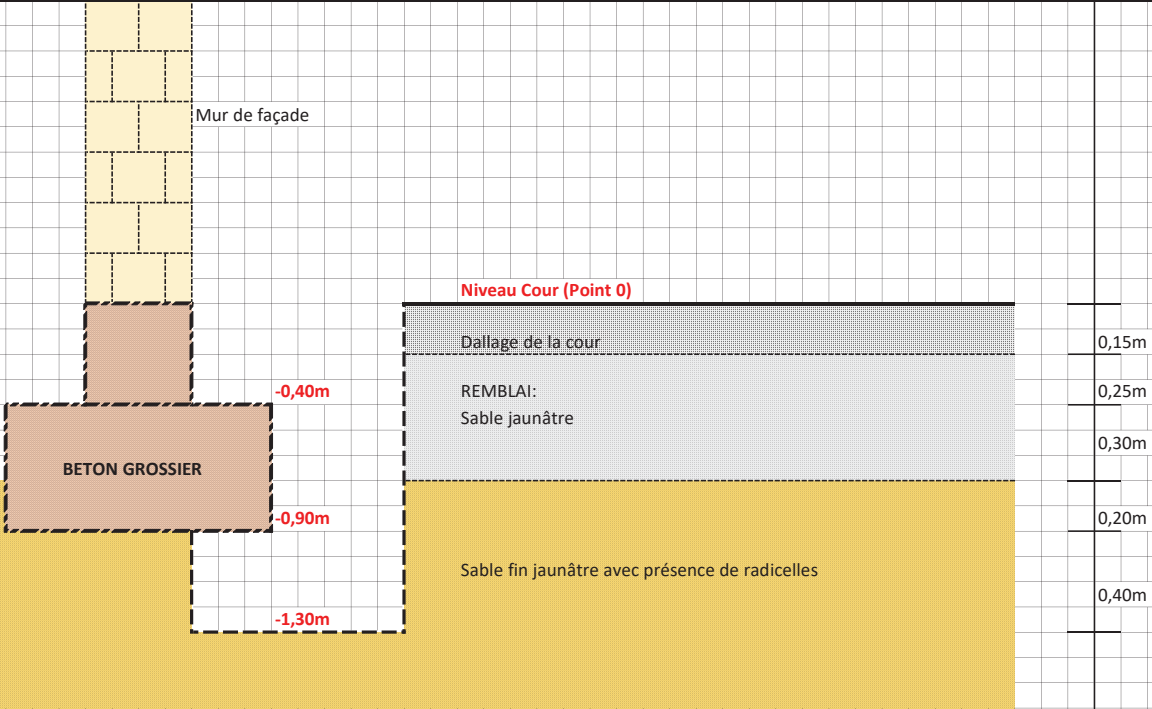 Mur de façade
Niveau Cour (Point 0)
Dallage de la cour
0,15m
-0,40m
REMBLAI:
0,25m
Sable jaunâtre
0,30m
BETON GROSSIER
-0,90m
0,20m
Sable fin jaunâtre avec présence de radicelles
0,40m
-1,30m